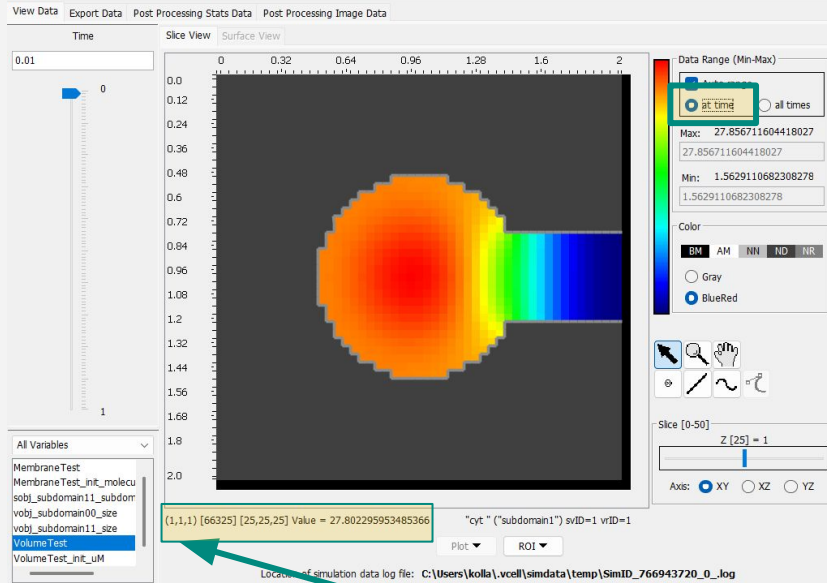 View Data Export Data Post Processing Stats Data Post Processing Image Data
Time
0.01
0
1
All Variables
MembraneTest
MembraneTest_init_molecu
sobj_subdomain11_subdom
vobj_subdomain00_size
vobj_subdomain11_size
VolumeTest
VolumeTest_init_uM
Slice View Surface View
0 0.32 0.64 0.96 1.28 1.6 2
0.0
0.12
0.24
0.36
0.48
0.6
0.72
0.84
0.96
1.08
1.2
1.32
1.44
1.56
1.68
1.8
2.0
(1,1,1) [66325] [25,25,25] Value = 27.802295953485366 "cyt " ("subdomain1") svID=1 vrID=1
Plot ROI
Location of simulation data log file: C:\Users\kolla\.vcell\simdata\temp\SimID_766943720_0_.log
Data Range (Min-Max)
at time all times
Max: 27.856711604418027
27.856711604418027
Min: 1.5629110682308278
1.5629110682308278
Color
BM AM NN ND NR
Gray
BlueRed
Slice [0-50]
Z [25] = 1
Axis: XY XZ YZ